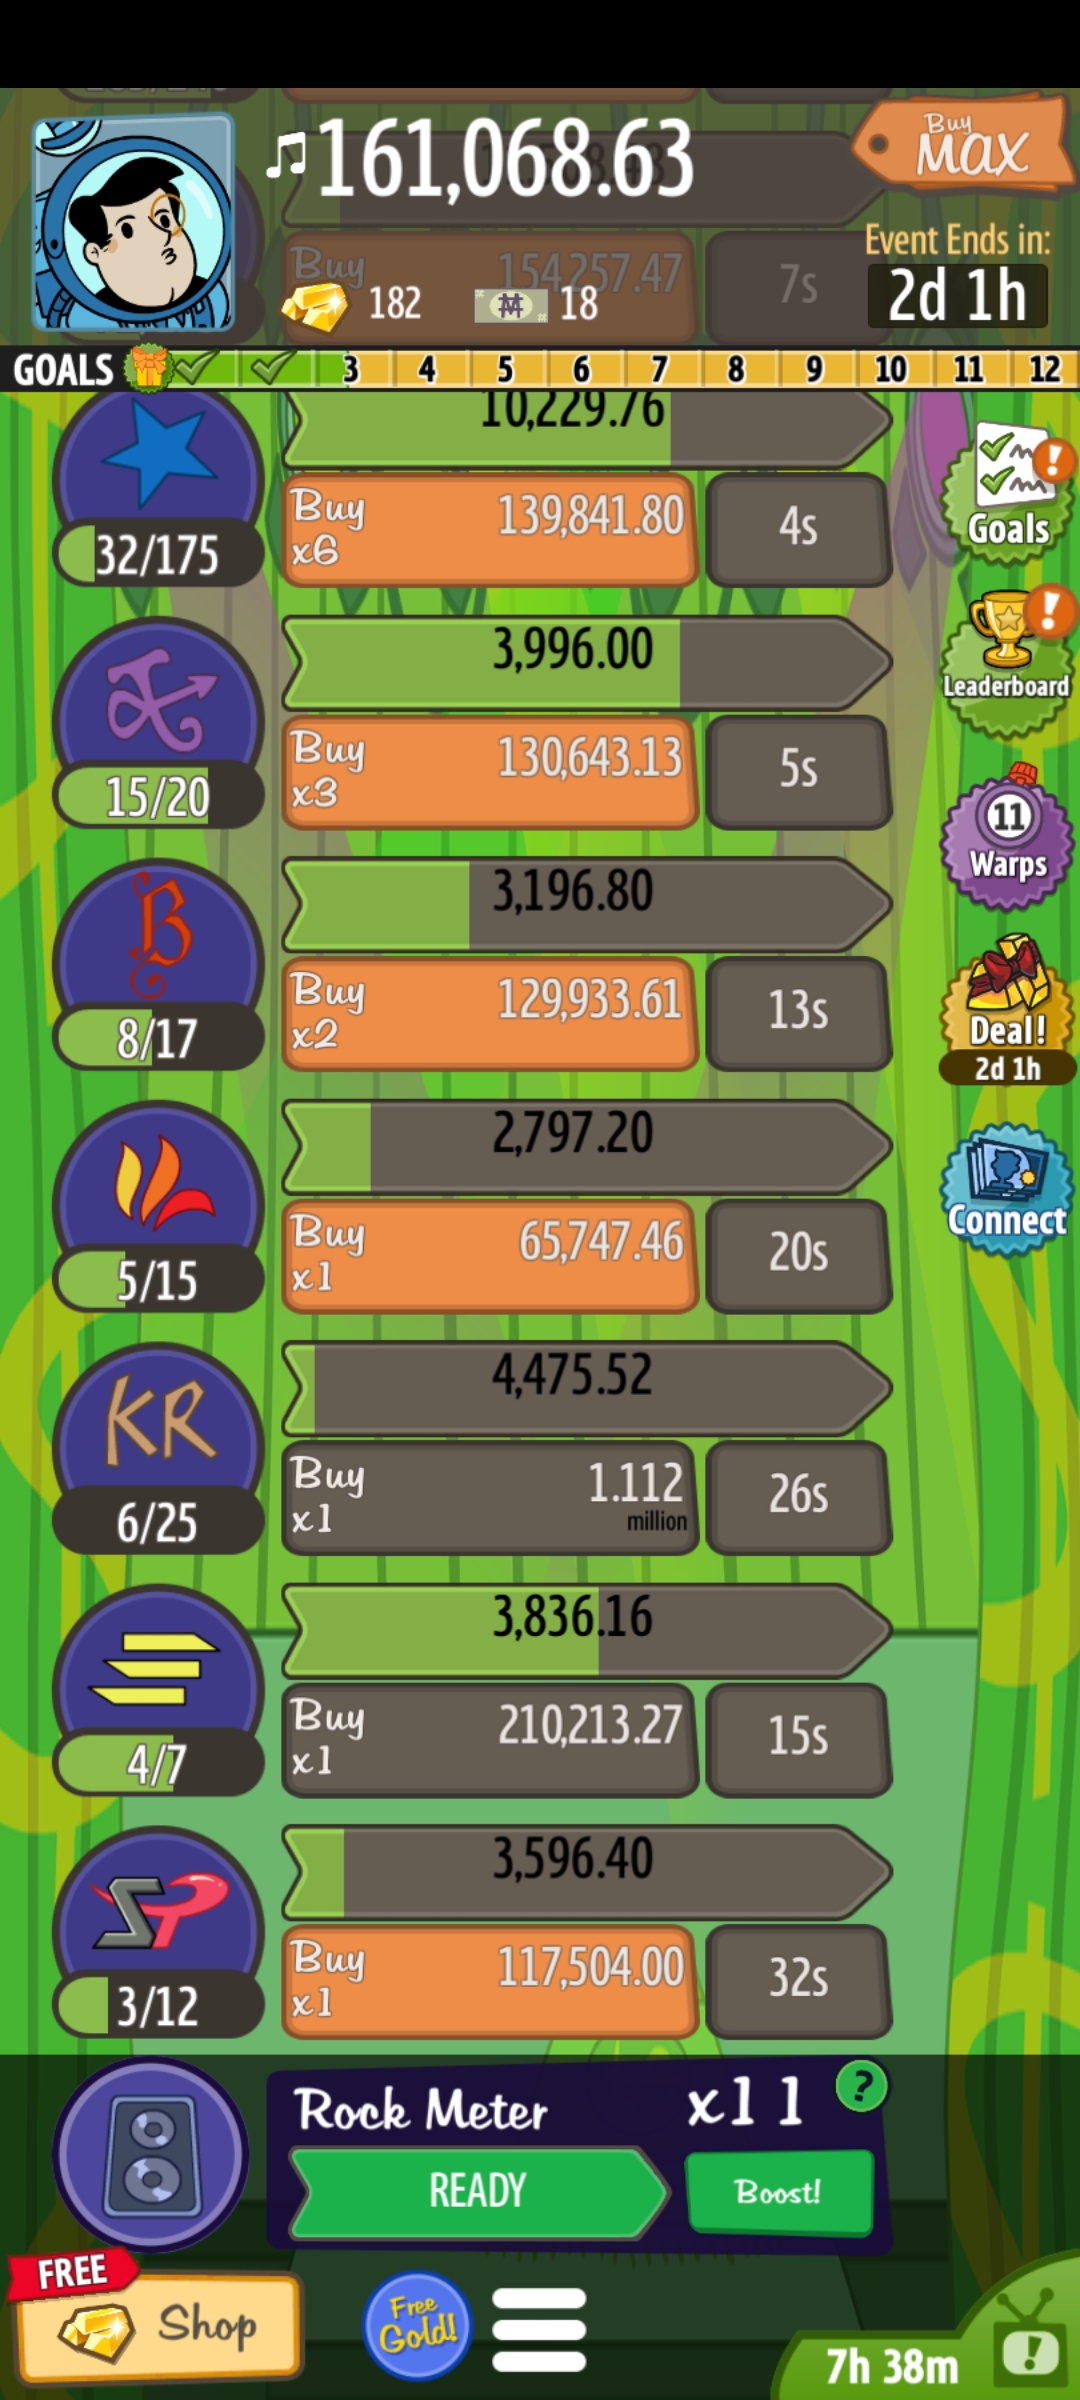 ♫161,068.63
Buy
MAX
Buy 154,257.47 7s
182 18
Event Ends in:
2d 1h
GOALS 3 4 5 6 7 8 9 10 11 12
10,229.76
32/175
Buy
x6
139,841.80
4s
Goals
3,996.00
15/20
Buy
x3
130,643.13
5s
Leaderboard
3,196.80
B
8/17
Buy
x2
129,933.61
13s
11
Warps
2,797.20
5/15
Buy
x1
65,747.46
20s
Deal!
2d 1h
Connect
4,475.52
KR
6/25
Buy
x1
1.112
million
26s
3,836.16
4/7
Buy
x1
210,213.27
15s
3,596.40
3/12
Buy
x1
117,504.00
32s
Rock Meter x11 ?
READY Boost!
FREE
Shop
Free
Gold!
7h 38m